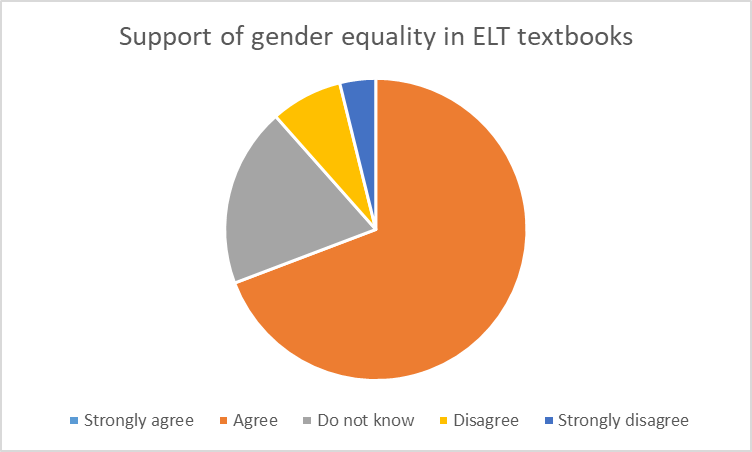 Support of gender equality in ELT textbooks
Strongly agree Agree Do not know Disagree Strongly disagree